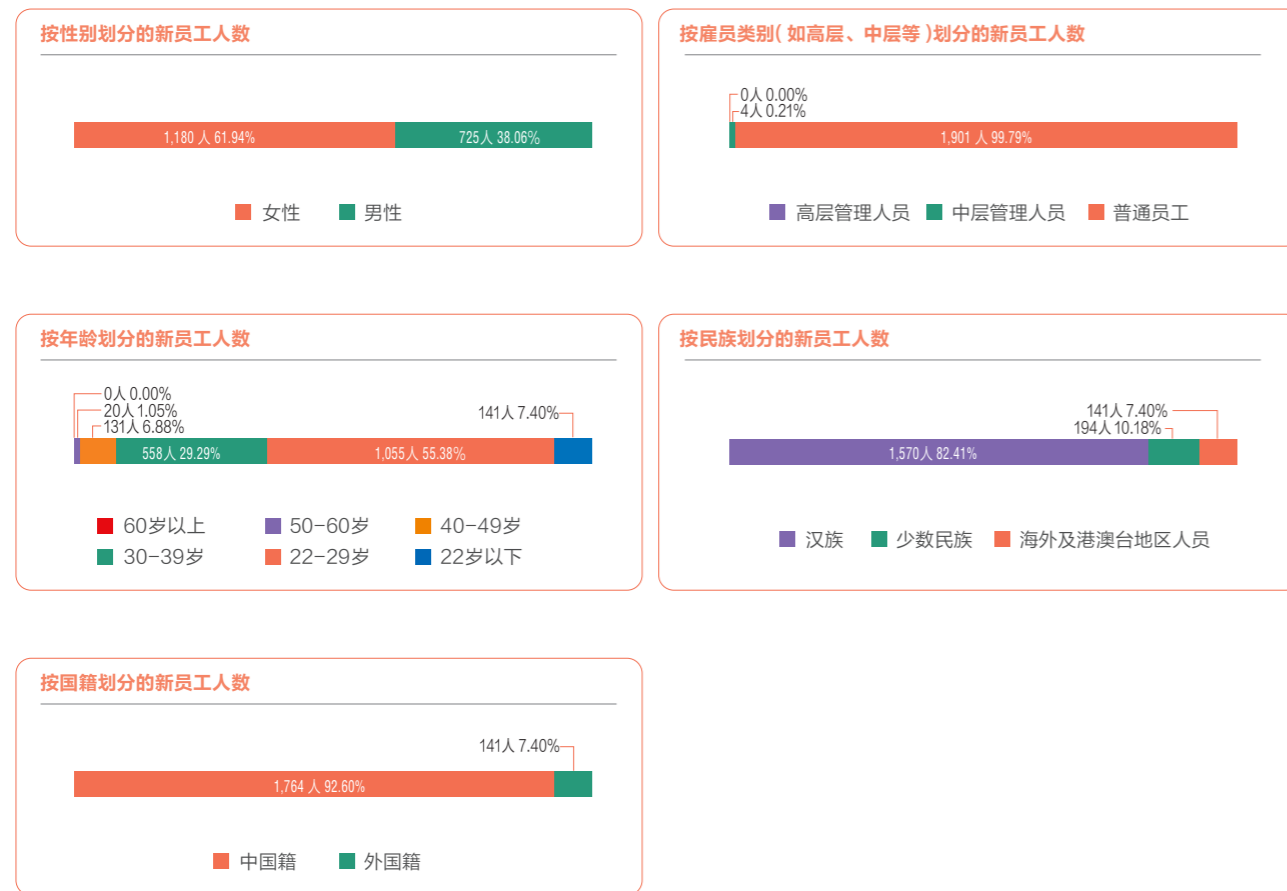 按性别划分的新员工人数
1,180 人 61.94%
725人 38.06%
女性
男性
按雇员类别( 如高层、中层等 )划分的新员工人数
0人 0.00%
4人 0.21%
1,901 人 99.79%
高层管理人员
中层管理人员
普通员工
按年龄划分的新员工人数
0人 0.00%
20人 1.05%
131人 6.88%
141人 7.40%
558人 29.29%
1,055人 55.38%
60岁以上
50-60岁
40-49岁
30-39岁
22-29岁
22岁以下
按民族划分的新员工人数
141人 7.40%
194人 10.18%
1,570人 82.41%
汉族
少数民族
海外及港澳台地区人员
按国籍划分的新员工人数
141人 7.40%
1,764 人 92.60%
中国籍
外国籍